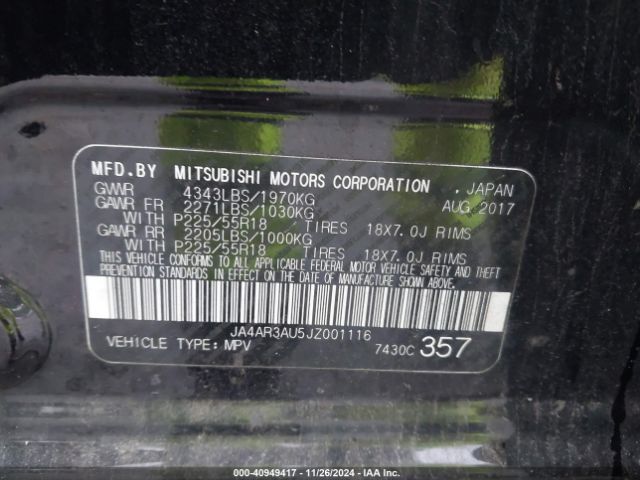 MFD.BY MITSUBISHI MOTORS CORPORATION , JAPAN
GVWR 4343LBS/1970KG AUG.2017
GAWR FR 2271LBS/1030KG
WITH P225/55R18 TIRES 18X7.0J RIMS
GAWR RR 2205LBS/1000KG
WITH P225/55R18 TIRES 18X7.0J RIMS
THIS VEHICLE CONFORMS TO ALL APPLICABLE FEDERAL MOTOR VEHICLE SAFETY AND THEFT
PREVENTION STANDARDS IN EFFECT ON THE DATE OF MANUFACTURE SHOWN ABOVE.
JA4AR3AU5JZ001116
VEHICLE TYPE: MPV 7430C 357
000-40949417 - 11/26/2024 - IAA Inc.